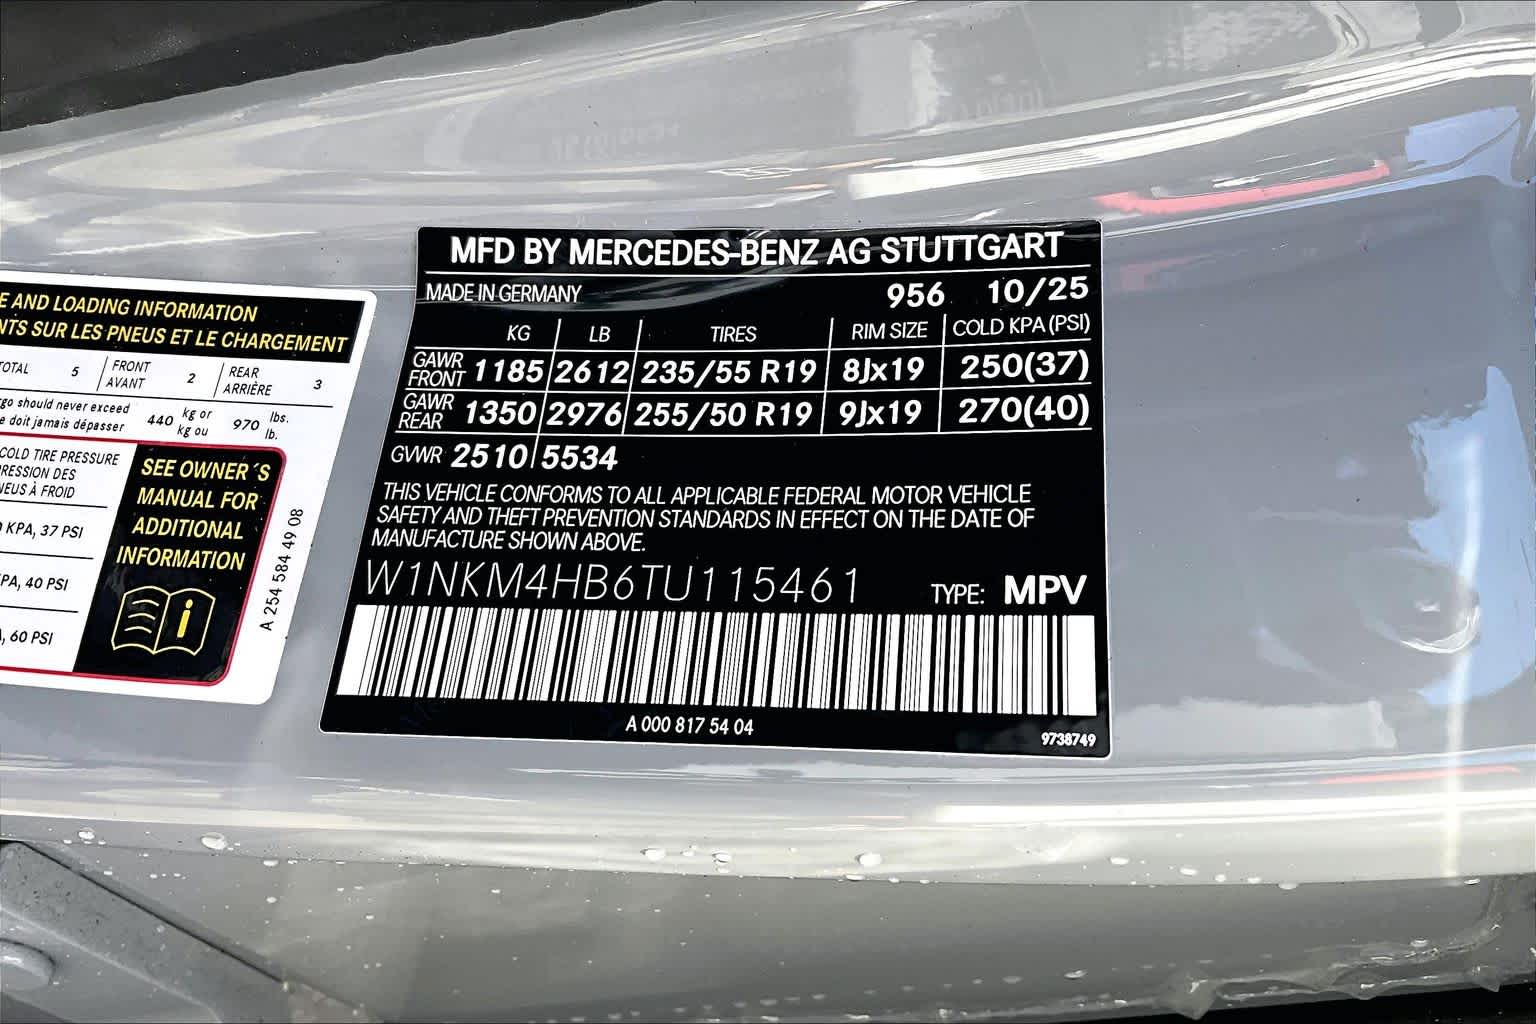 E AND LOADING INFORMATION
NTS SUR LES PNEUS ET LE CHARGEMENT
TOTAL 5 FRONT AVANT 2 REAR ARRIÈRE 3
go should never exceed
e doit jamais dépasser
440 kg or kg ou 970 lbs. lb.
COLD TIRE PRESSURE
RESSION DES
NEUS À FROID
KPA, 37 PSI
PA, 40 PSI
, 60 PSI
SEE OWNER´S
MANUAL FOR
ADDITIONAL
INFORMATION
A 254 584 49 08
MFD BY MERCEDES-BENZ AG STUTTGART
MADE IN GERMANY 956 10/25
KG LB TIRES RIM SIZE COLD KPA (PSI)
GAWR FRONT 1185 2612 235/55 R19 8Jx19 250(37)
GAWR REAR 1350 2976 255/50 R19 9Jx19 270(40)
GVWR 2510 5534
THIS VEHICLE CONFORMS TO ALL APPLICABLE FEDERAL MOTOR VEHICLE
SAFETY AND THEFT PREVENTION STANDARDS IN EFFECT ON THE DATE OF
MANUFACTURE SHOWN ABOVE.
W1NKM4HB6TU115461 TYPE: MPV
A 000 817 54 04
9738749